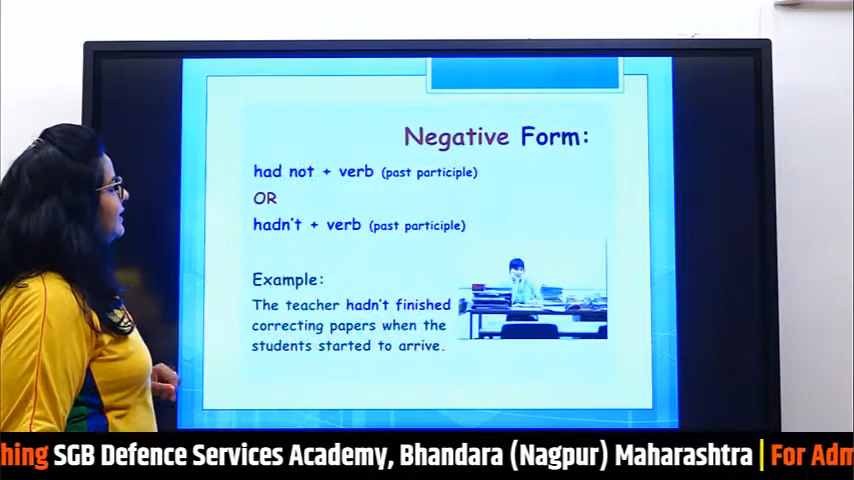 Negative Form:
had not + verb (past participle)
OR
hadn't + verb (past participle)
Example:
The teacher hadn't finished
correcting papers when the
students started to arrive.
hing SGB Defence Services Academy, Bhandara (Nagpur) Maharashtra | For Adm